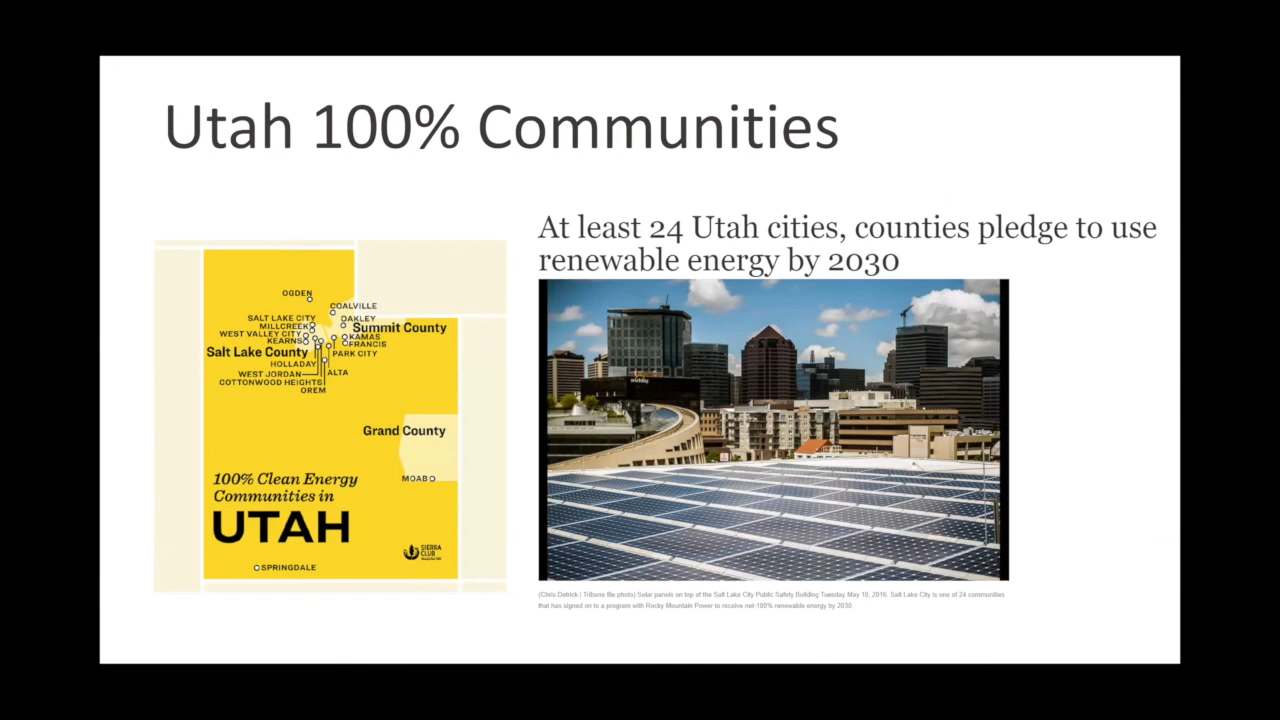 Utah 100% Communities
At least 24 Utah cities, counties pledge to use
renewable energy by 2030
OGDEN
COALVILLE
SALT LAKE CITY
OAKLEY
MILLCREEK
Summit County
WEST VALLEY CITY
KAMAS
KEARNS
FRANCIS
Salt Lake County
PARK CITY
HOLLADAY
ALTA
WEST JORDAN
COTTONWOOD HEIGHTS
OREM
Grand County
MOAB
100% Clean Energy
Communities in
UTAH
SIERRA
CLUB
SPRINGDALE
(Chris Detrick | Tribune file photo) Solar panels on top of the Salt Lake City Public Safety Building Tuesday May 10, 2016. Salt Lake City is one of 24 communities
that has signed on to a program with Rocky Mountain Power to receive net-100% renewable energy by 2030.